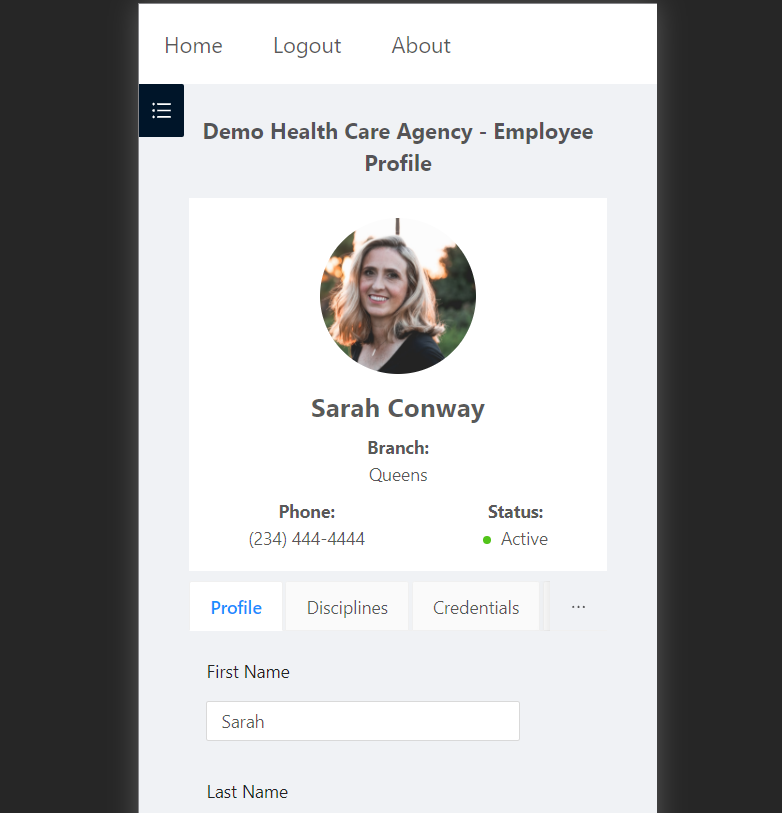 Home Logout About
Demo Health Care Agency - Employee
Profile
Sarah Conway
Branch:
Queens
Phone: Status:
(234) 444-4444 Active
Profile Disciplines Credentials ...
First Name
Sarah
Last Name